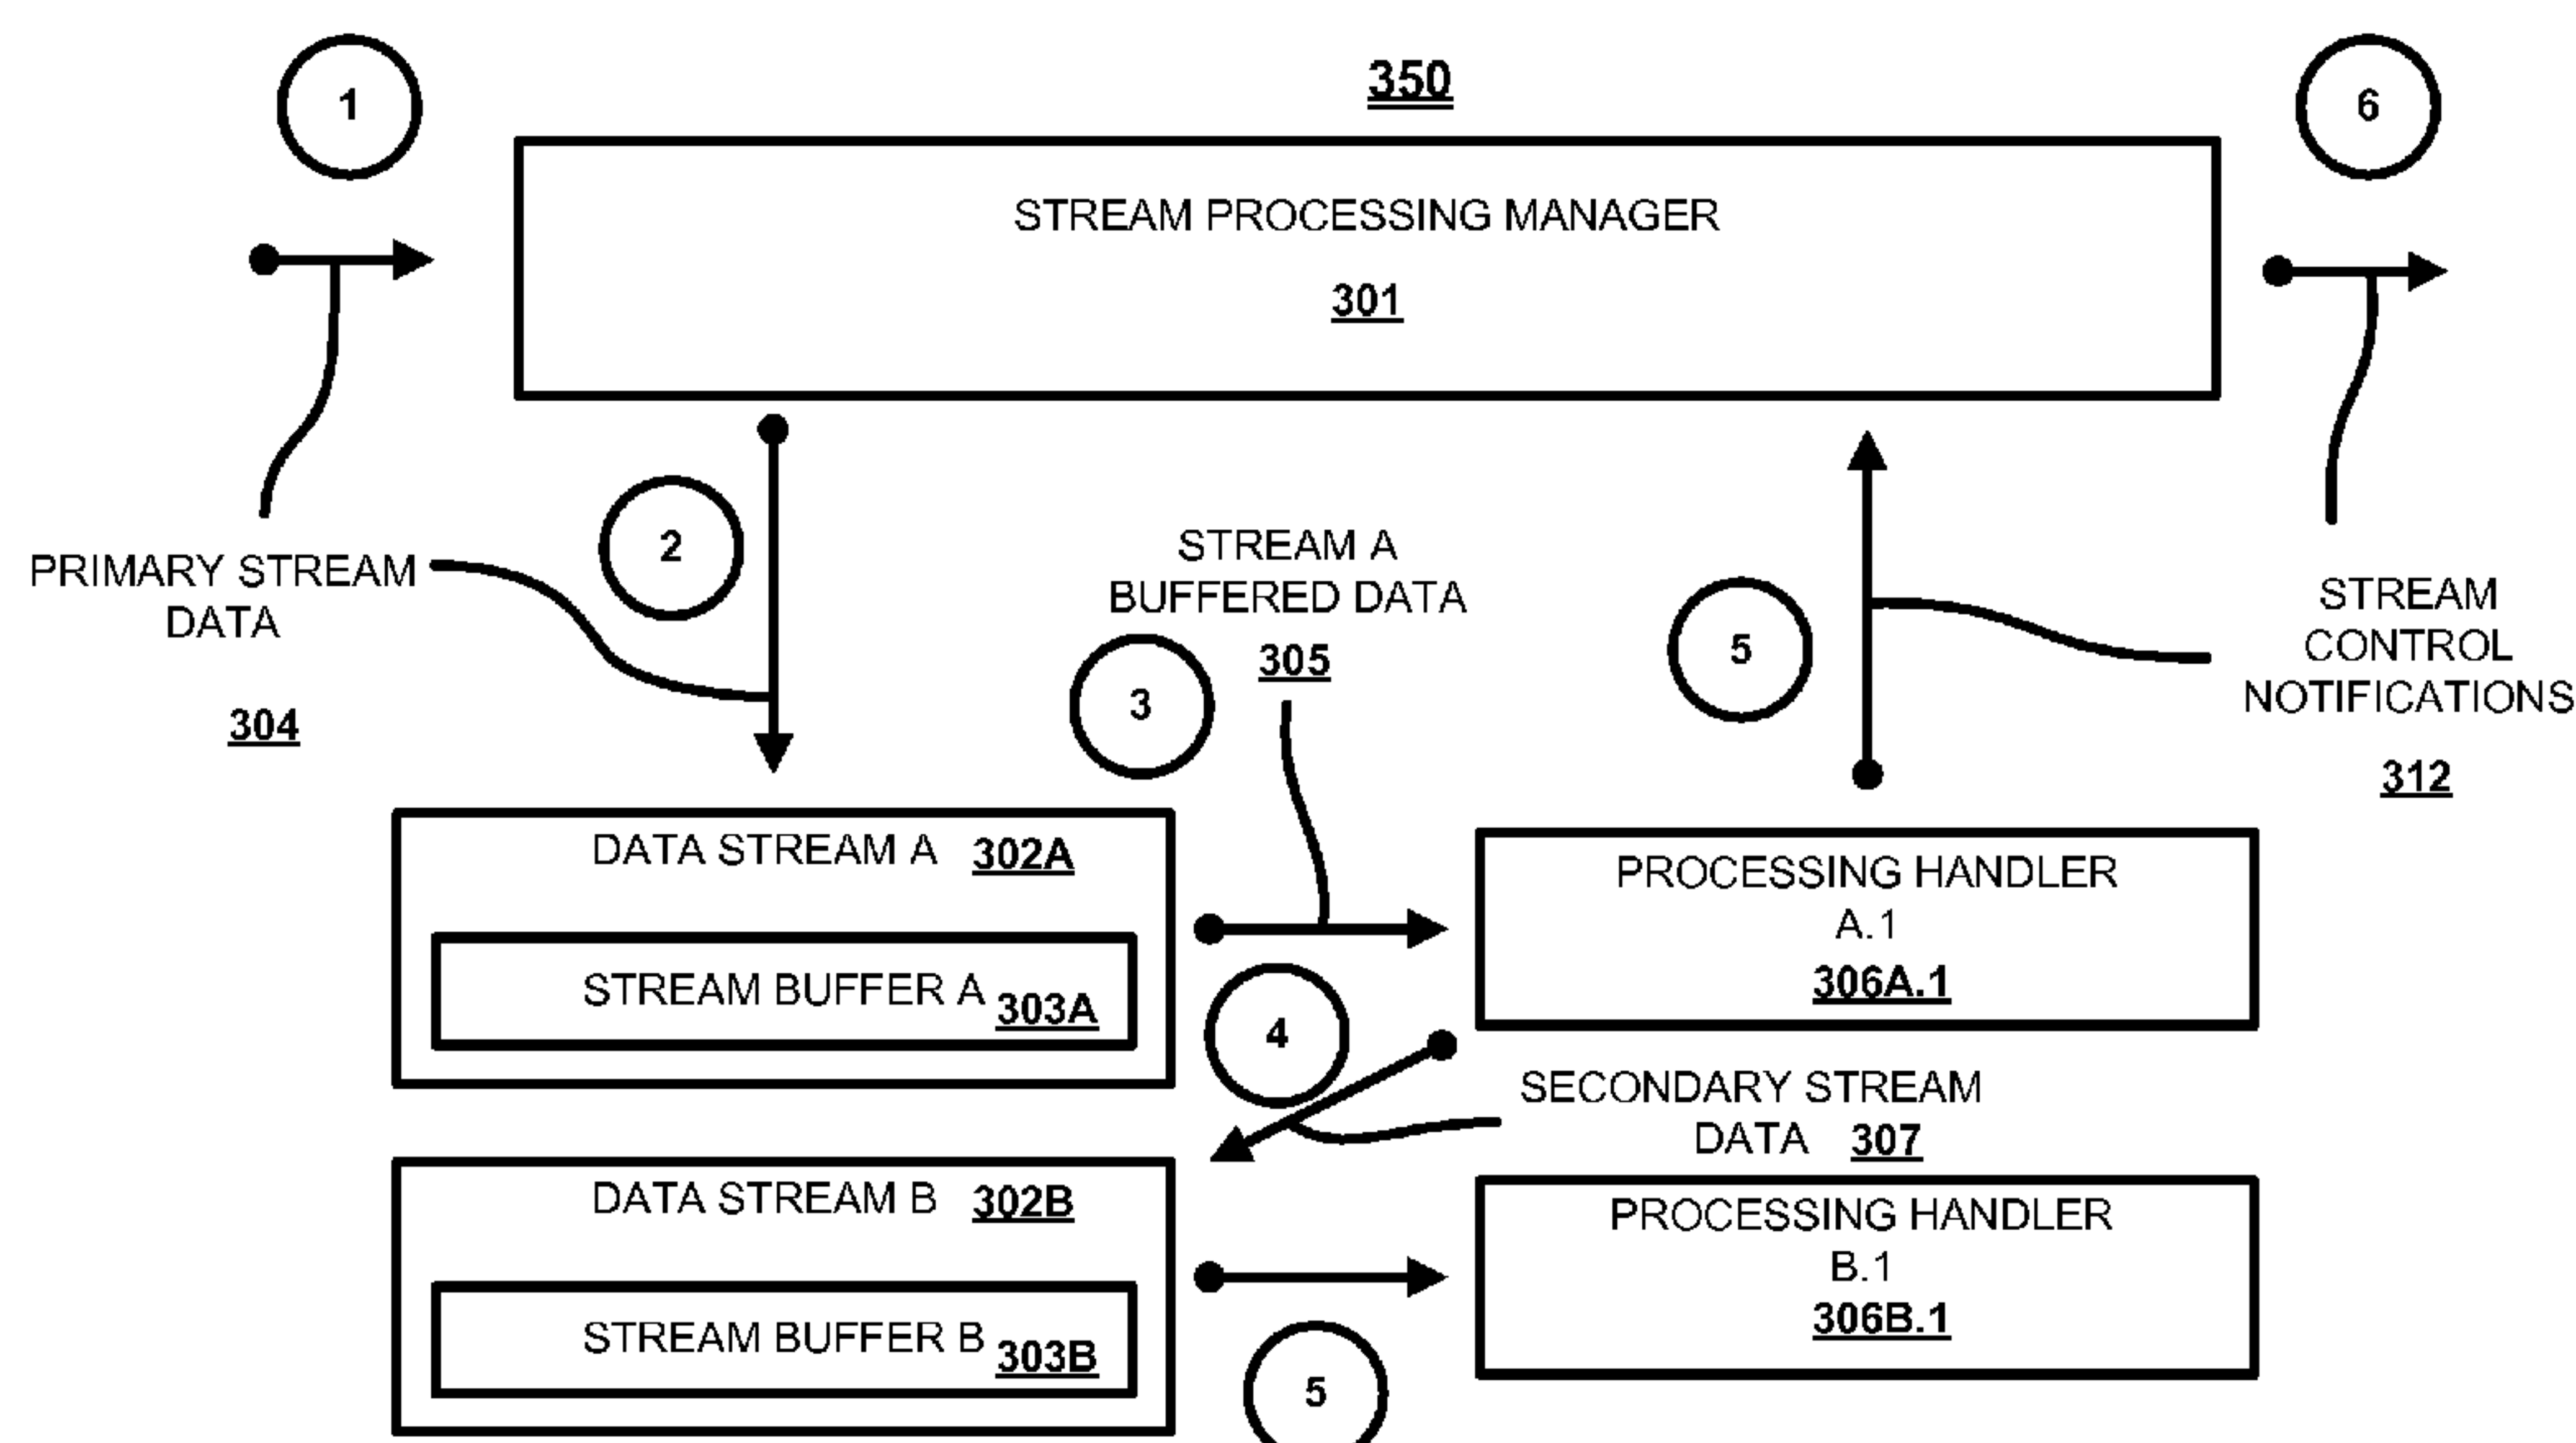 350
1
6
STREAM PROCESSING MANAGER
301
2
PRIMARY STREAM
DATA
304
STREAM A
BUFFERED DATA
305
3
5
STREAM
CONTROL
NOTIFICATIONS
312
DATA STREAM A 302A
STREAM BUFFER A 303A
PROCESSING HANDLER
A.1
306A.1
4
SECONDARY STREAM
DATA 307
DATA STREAM B 302B
STREAM BUFFER B 303B
PROCESSING HANDLER
B.1
306B.1
5